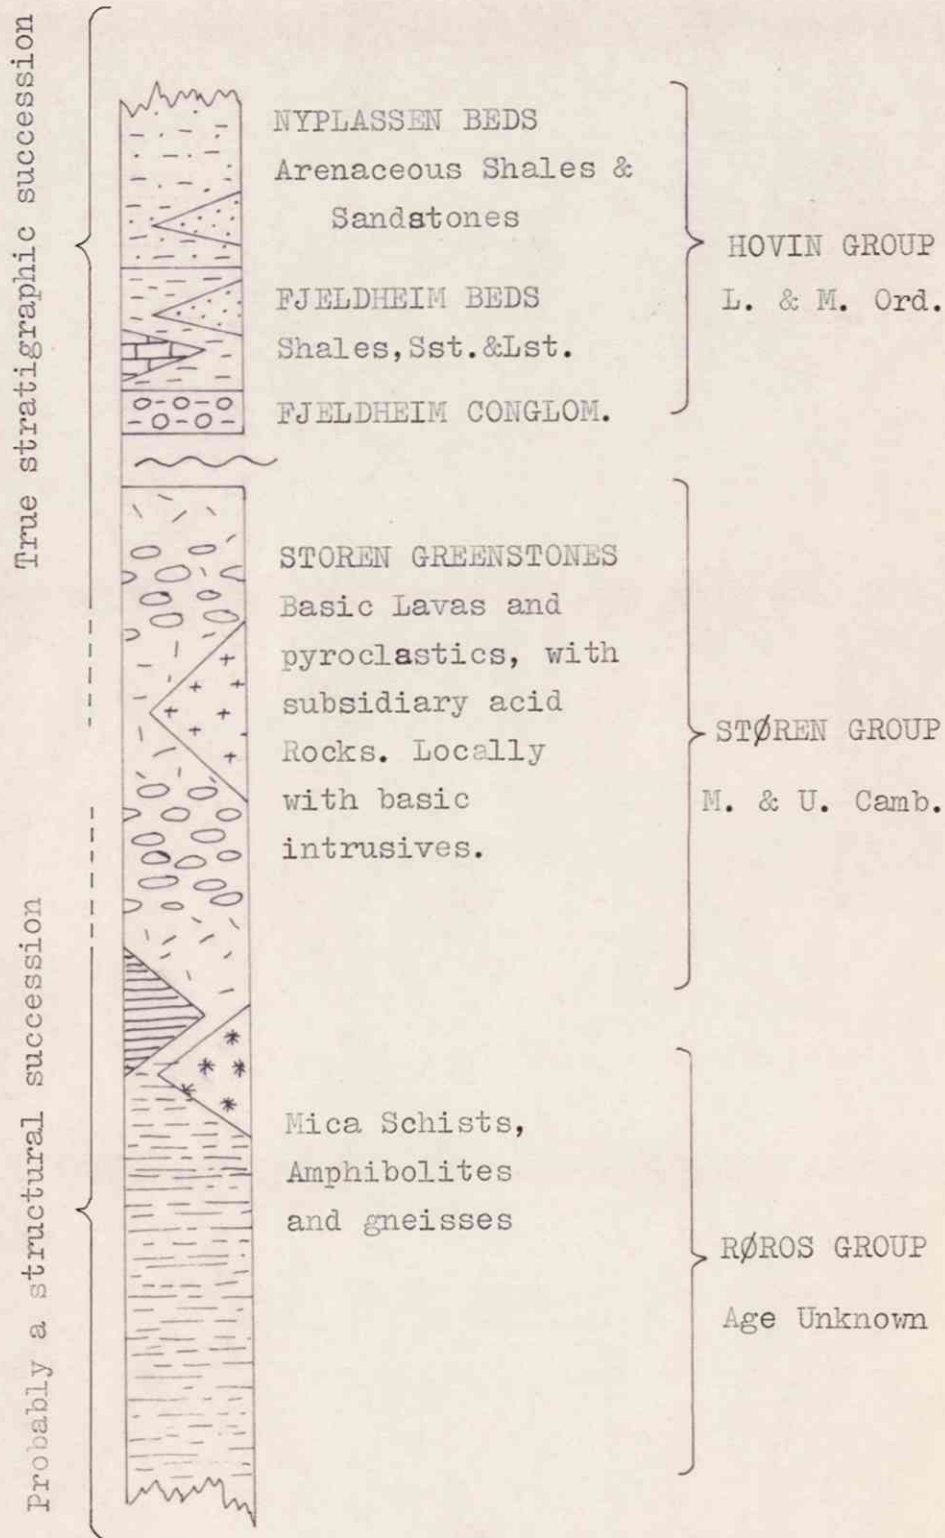 True stratigraphic succession
NYPLASSEN BEDS
Arenaceous Shales &
Sandstones
FJELDHEIM BEDS
Shales,Sst.&Lst.
FJELDHEIM CONGLOM.
HOVIN GROUP
L. & M. Ord.
STOREN GREENSTONES
Basic Lavas and
pyroclastics, with
subsidiary acid
Rocks. Locally
with basic
intrusives.
STØREN GROUP
M. & U. Camb.
Probably a structural succession
Mica Schists,
Amphibolites
and gneisses
RØROS GROUP
Age Unknown